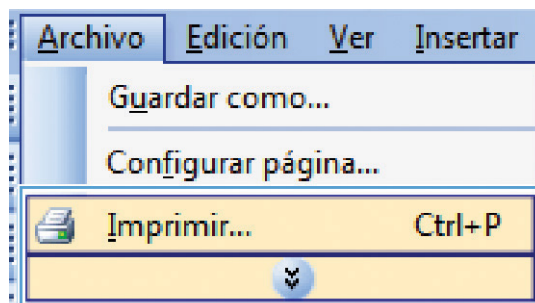 Archivo Edición Ver Insertar
Guardar como...
Configurar página...
Imprimir... Ctrl+P